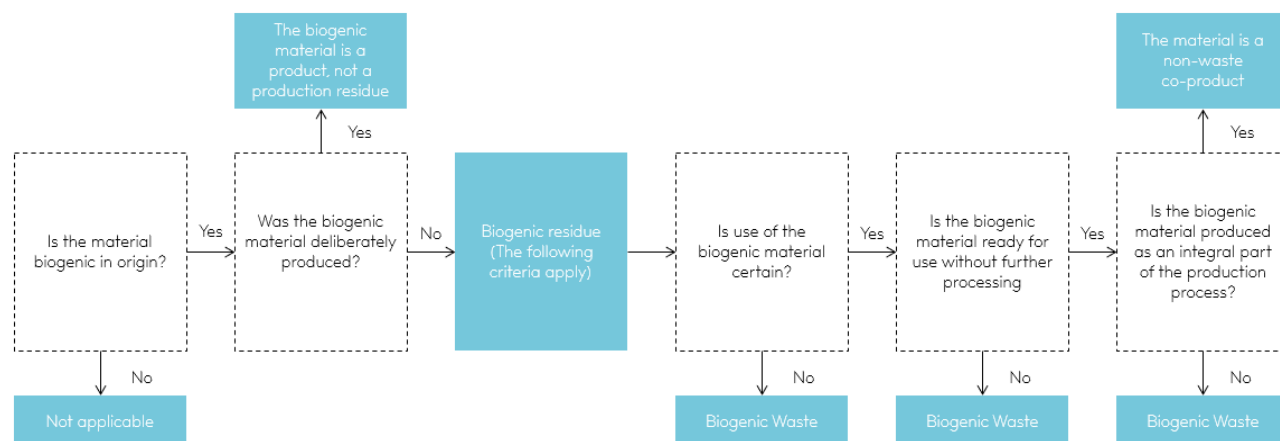 The biogenic
material is a
product, not a
production residue
The material is a
non-waste
co-product
Yes
Yes
Is the material
biogenic in origin?
Yes
Was the biogenic
material deliberately
produced?
No
Biogenic residue
(The following
criteria apply)
Is use of the
biogenic material
certain?
Yes
Is the biogenic
material ready for
use without further
processing
Yes
Is the biogenic
material produced
as an integral part
of the production
process?
No
No
No
No
Not applicable
Biogenic Waste
Biogenic Waste
Biogenic Waste